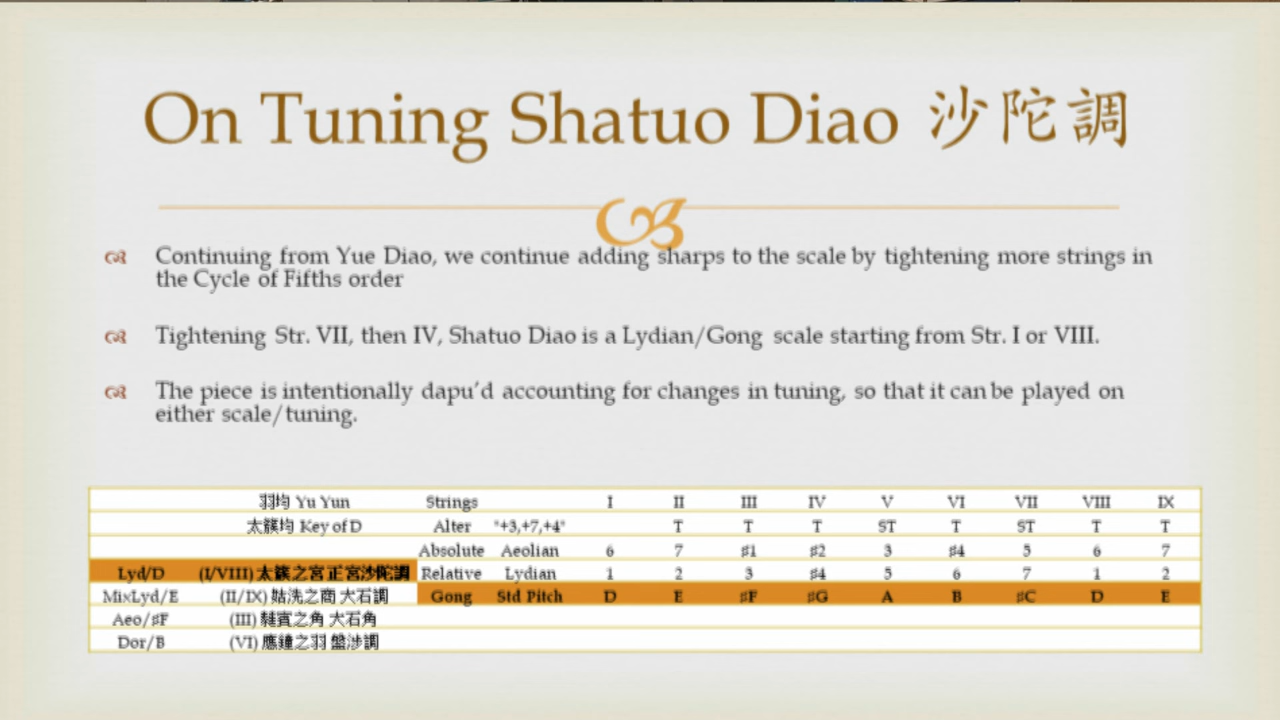 On Tuning Shatuo Diao 沙陀調
Continuing from Yue Diao, we continue adding sharps to the scale by tightening more strings in
the Cycle of Fifths order
Tightening Str. VII, then IV, Shatuo Diao is a Lydian/Gong scale starting from Str. I or VIII.
The piece is intentionally dapu'd accounting for changes in tuning, so that it can be played on
either scale/tuning.
羽均 Yu Yun Strings I II III IV V VI VII VIII IX
太簇均 Key of D Alter "+3,+7,+4" T T T ST T ST T T
Absolute Aeolian 6 7 #1 #2 3 #4 5 6 7
Lyd/D (I/VIII) 太簇之宮 正宮沙陀調 Relative Lydian 1 2 3 #4 5 6 7 1 2
MixLyd/E (II/IX) 姑洗之商 大石調 Gong Std Pitch D E #F #G A B #C D E
Aeo/#F (III) 蕤賓之角 大石角
Dor/B (VI) 應鐘之羽 盤涉調